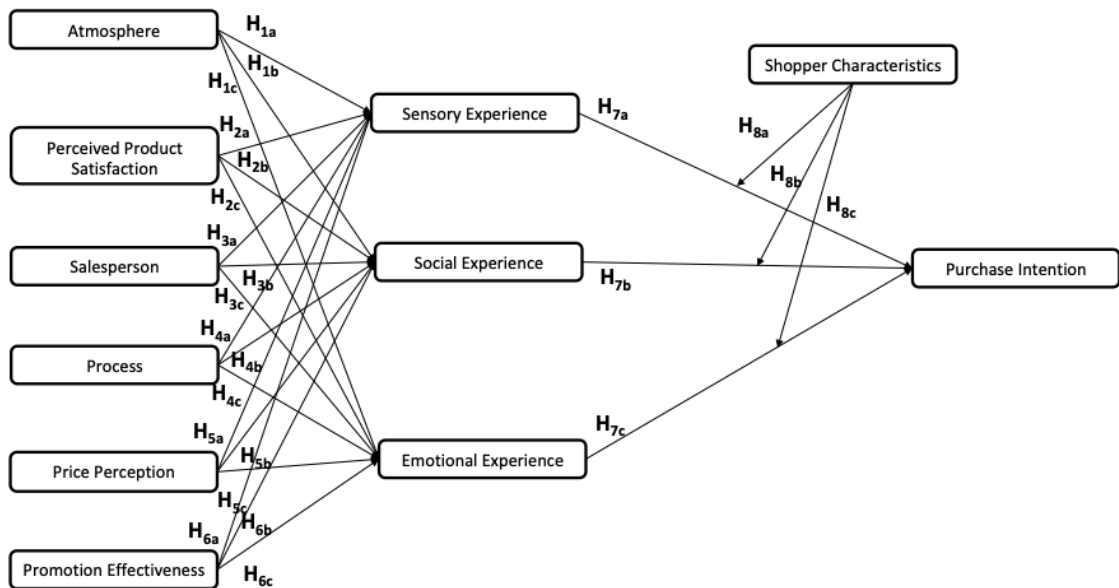 Atmosphere
Perceived Product
Satisfaction
Salesperson
Process
Price Perception
Promotion Effectiveness
H1a
H1b
H1c
H2a
H2b
H2c
H3a
H3b
H3c
H4a
H4b
H4c
H5a
H5b
H5c
H6a
H6b
H6c
Sensory Experience
Social Experience
Emotional Experience
H7a
H7b
H7c
Shopper Characteristics
H8a
H8b
H8c
Purchase Intention